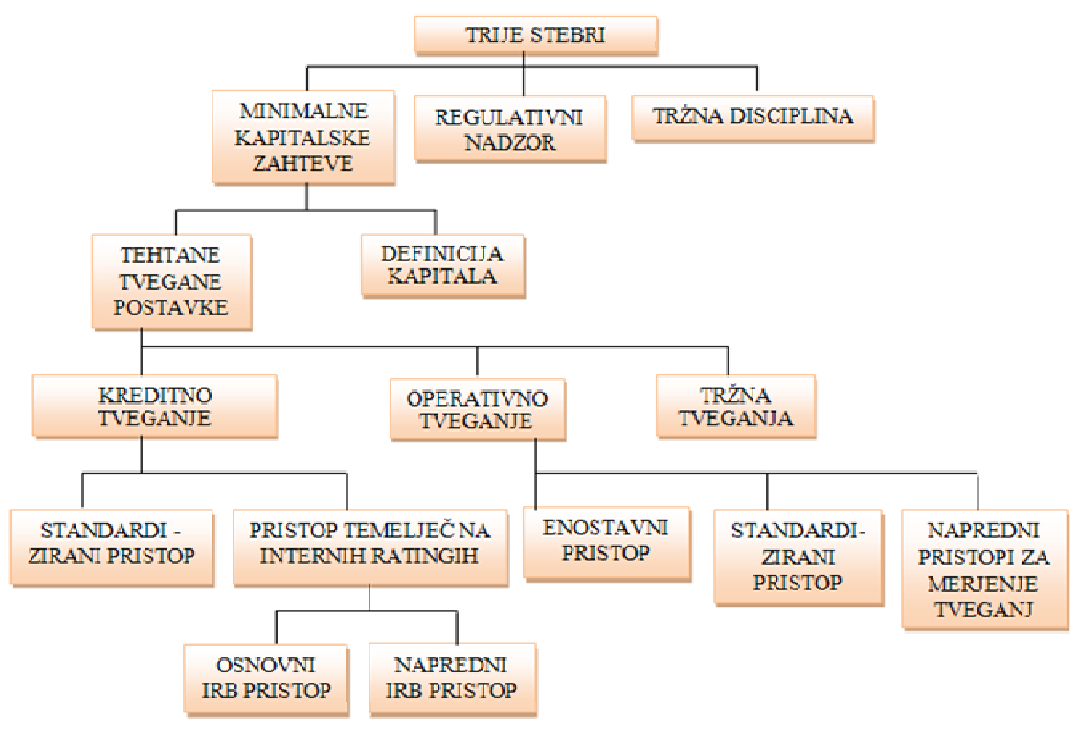 TRIJE STEBRI
MINIMALNE
KAPITALSKE
ZAHTEVE
REGULATIVNI
NADZOR
TRŽNA DISCIPLINA
TEHTANE
TVEGANE
POSTAVKE
DEFINICIJA
KAPITALA
KREDITNO
TVEGANJE
OPERATIVNO
TVEGANJE
TRŽNA
TVEGANJA
STANDARDI -
ZIRANI PRISTOP
PRISTOP TEMELJEČ NA
INTERNIH RATINGIH
ENOSTAVNI
PRISTOP
STANDARDI-
ZIRANI
PRISTOP
NAPREDNI
PRISTOPI ZA
MERJENJE
TVEGANJ
OSNOVNI
IRB PRISTOP
NAPREDNI
IRB PRISTOP